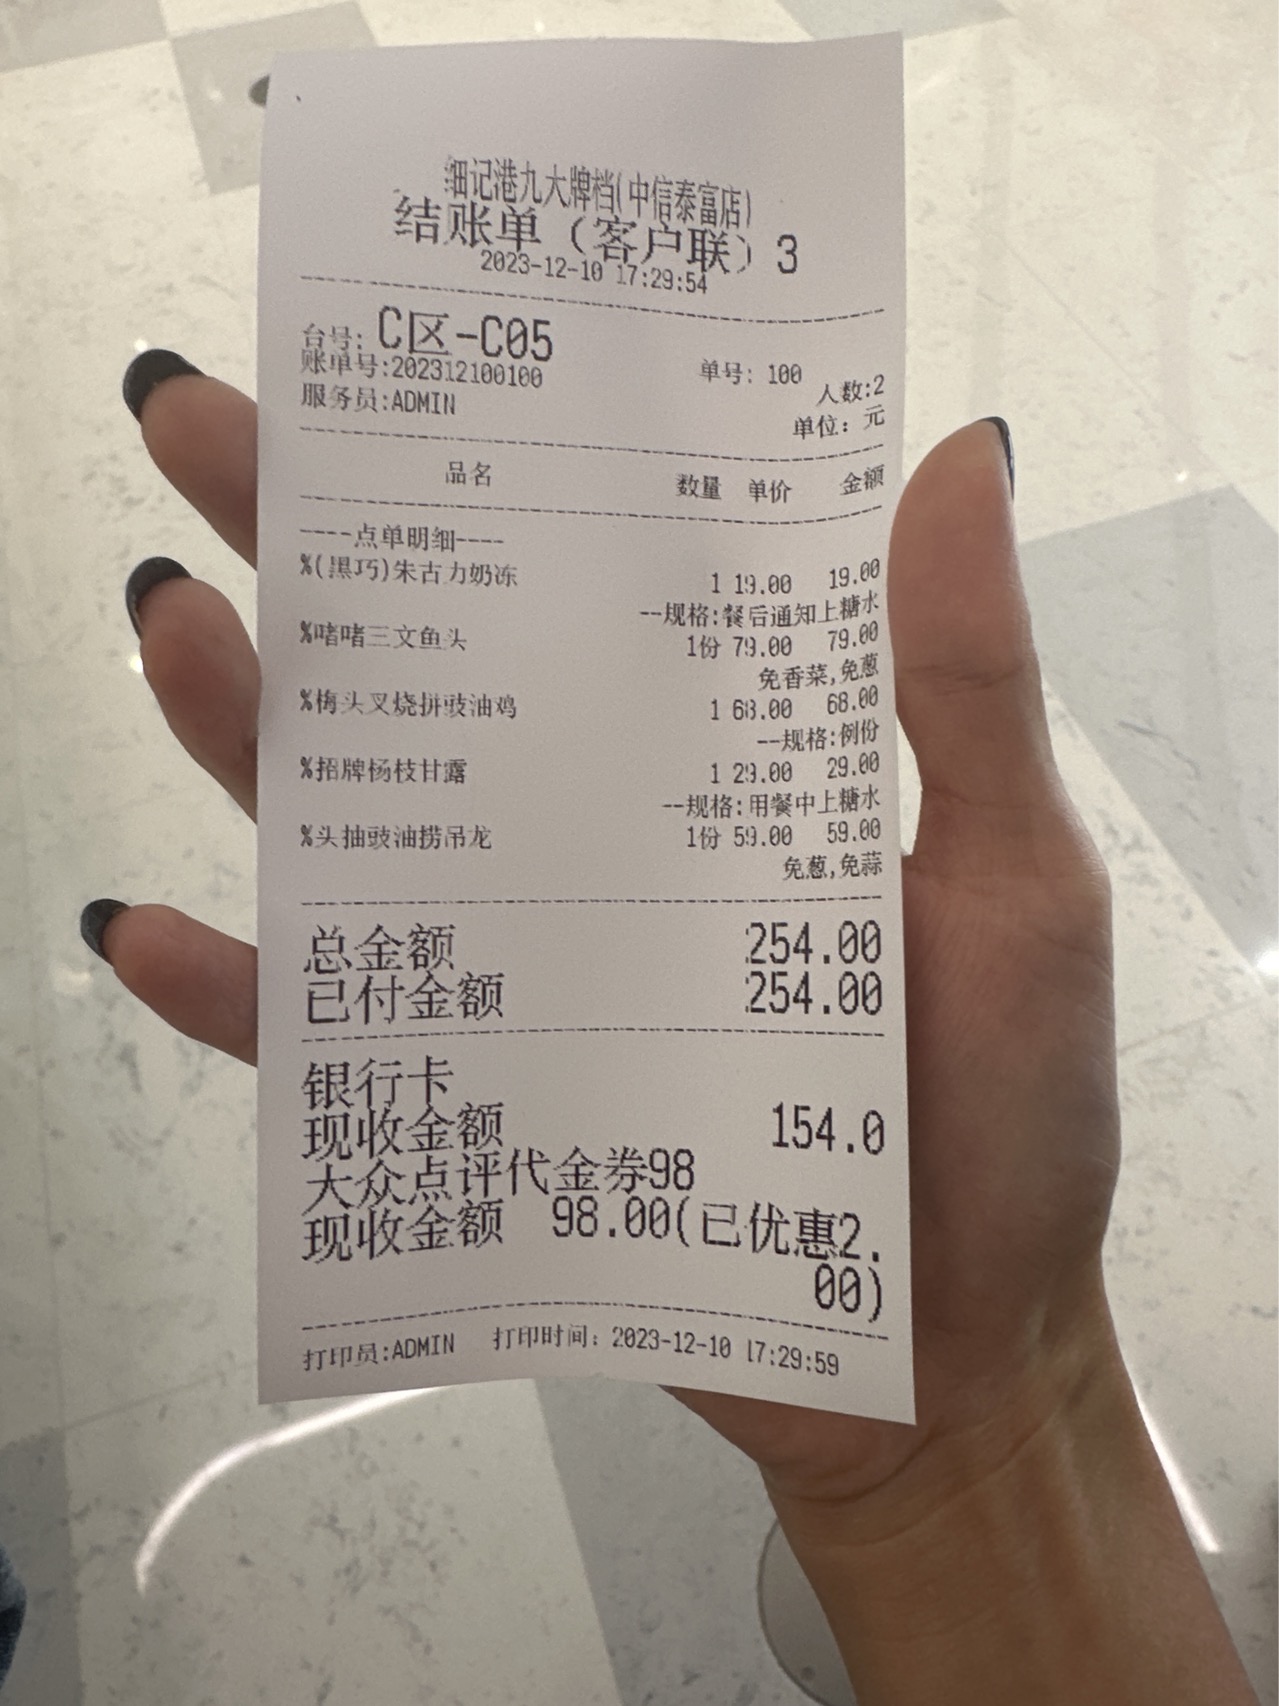 细记港九大牌档(中信泰富店)
结账单（客户联）3
2023-12-10 17:29:54
台号: C区-C05
账单号:202312100100 单号: 100
服务员:ADMIN 人数:2
单位: 元
品名 数量 单价 金额
----点单明细----
%(黑巧)朱古力奶冻 1 19.00 19.00
--规格:餐后通知上糖水
%啫啫三文鱼头 1份 79.00 79.00
免香菜,免葱
%梅头叉烧拼豉油鸡 1 68.00 68.00
--规格:例份
%招牌杨枝甘露 1 29.00 29.00
--规格:用餐中上糖水
%头抽豉油捞吊龙 1份 59.00 59.00
免葱,免蒜
总金额 254.00
已付金额 254.00
银行卡
现收金额 154.0
大众点评代金券98
现收金额 98.00(已优惠2.
00)
打印员:ADMIN 打印时间: 2023-12-10 17:29:59